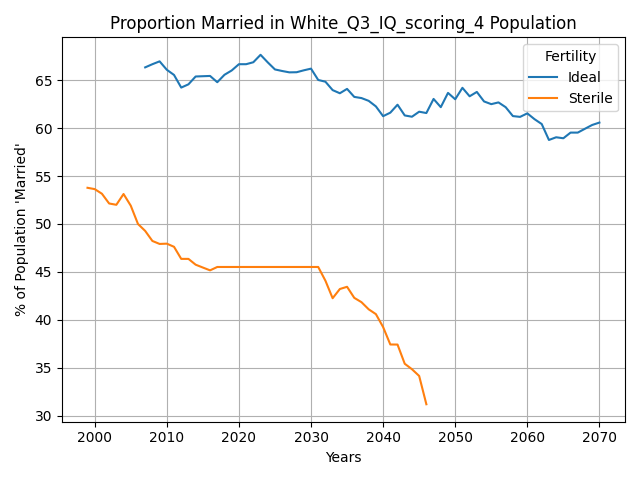 Proportion Married in White_Q3_IQ_scoring_4 Population
Fertility
Ideal
Sterile
% of Population 'Married'
65
60
55
50
45
40
35
30
2000 2010 2020 2030 2040 2050 2060 2070
Years